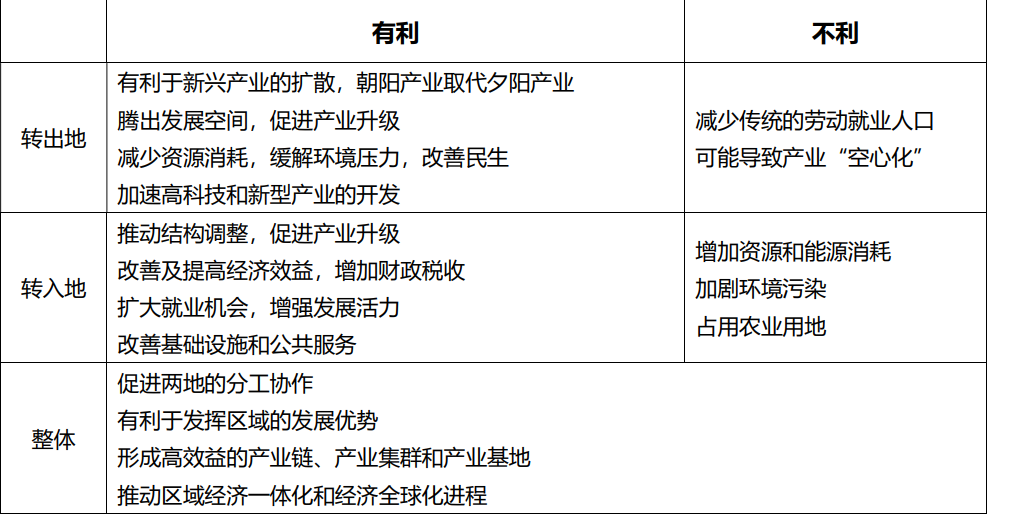 有利
不利
转出地
有利于新兴产业的扩散，朝阳产业取代夕阳产业
腾出发展空间，促进产业升级
减少资源消耗，缓解环境压力，改善民生
加速高科技和新型产业的开发
减少传统的劳动就业人口
可能导致产业“空心化”
转入地
推动结构调整，促进产业升级
改善及提高经济效益，增加财政税收
扩大就业机会，增强发展活力
改善基础设施和公共服务
增加资源和能源消耗
加剧环境污染
占用农业用地
整体
促进两地的分工协作
有利于发挥区域的发展优势
形成高效益的产业链、产业集群和产业基地
推动区域经济一体化和经济全球化进程